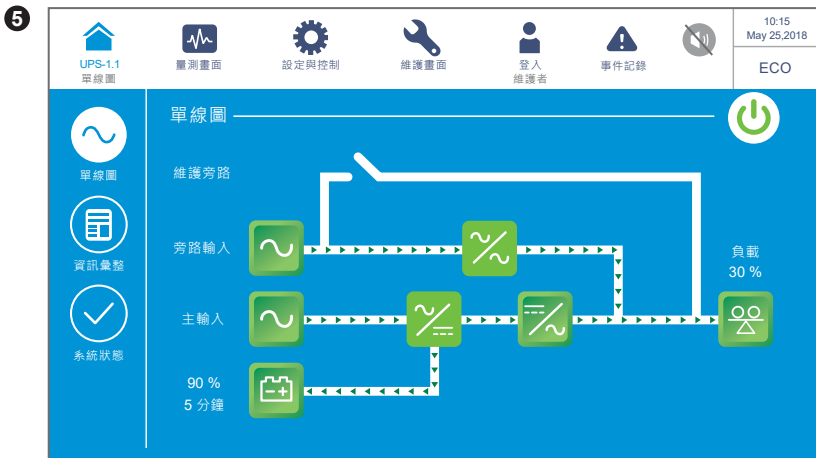 5
UPS-1.1
單線圖
量測畫面
設定與控制
維護畫面
登入
維護者
事件記錄
10:15
May 25,2018
ECO
單線圖
單線圖
維護旁路
資訊彙整
旁路輸入
負載
30 %
主輸入
系統狀態
90 %
5 分鐘